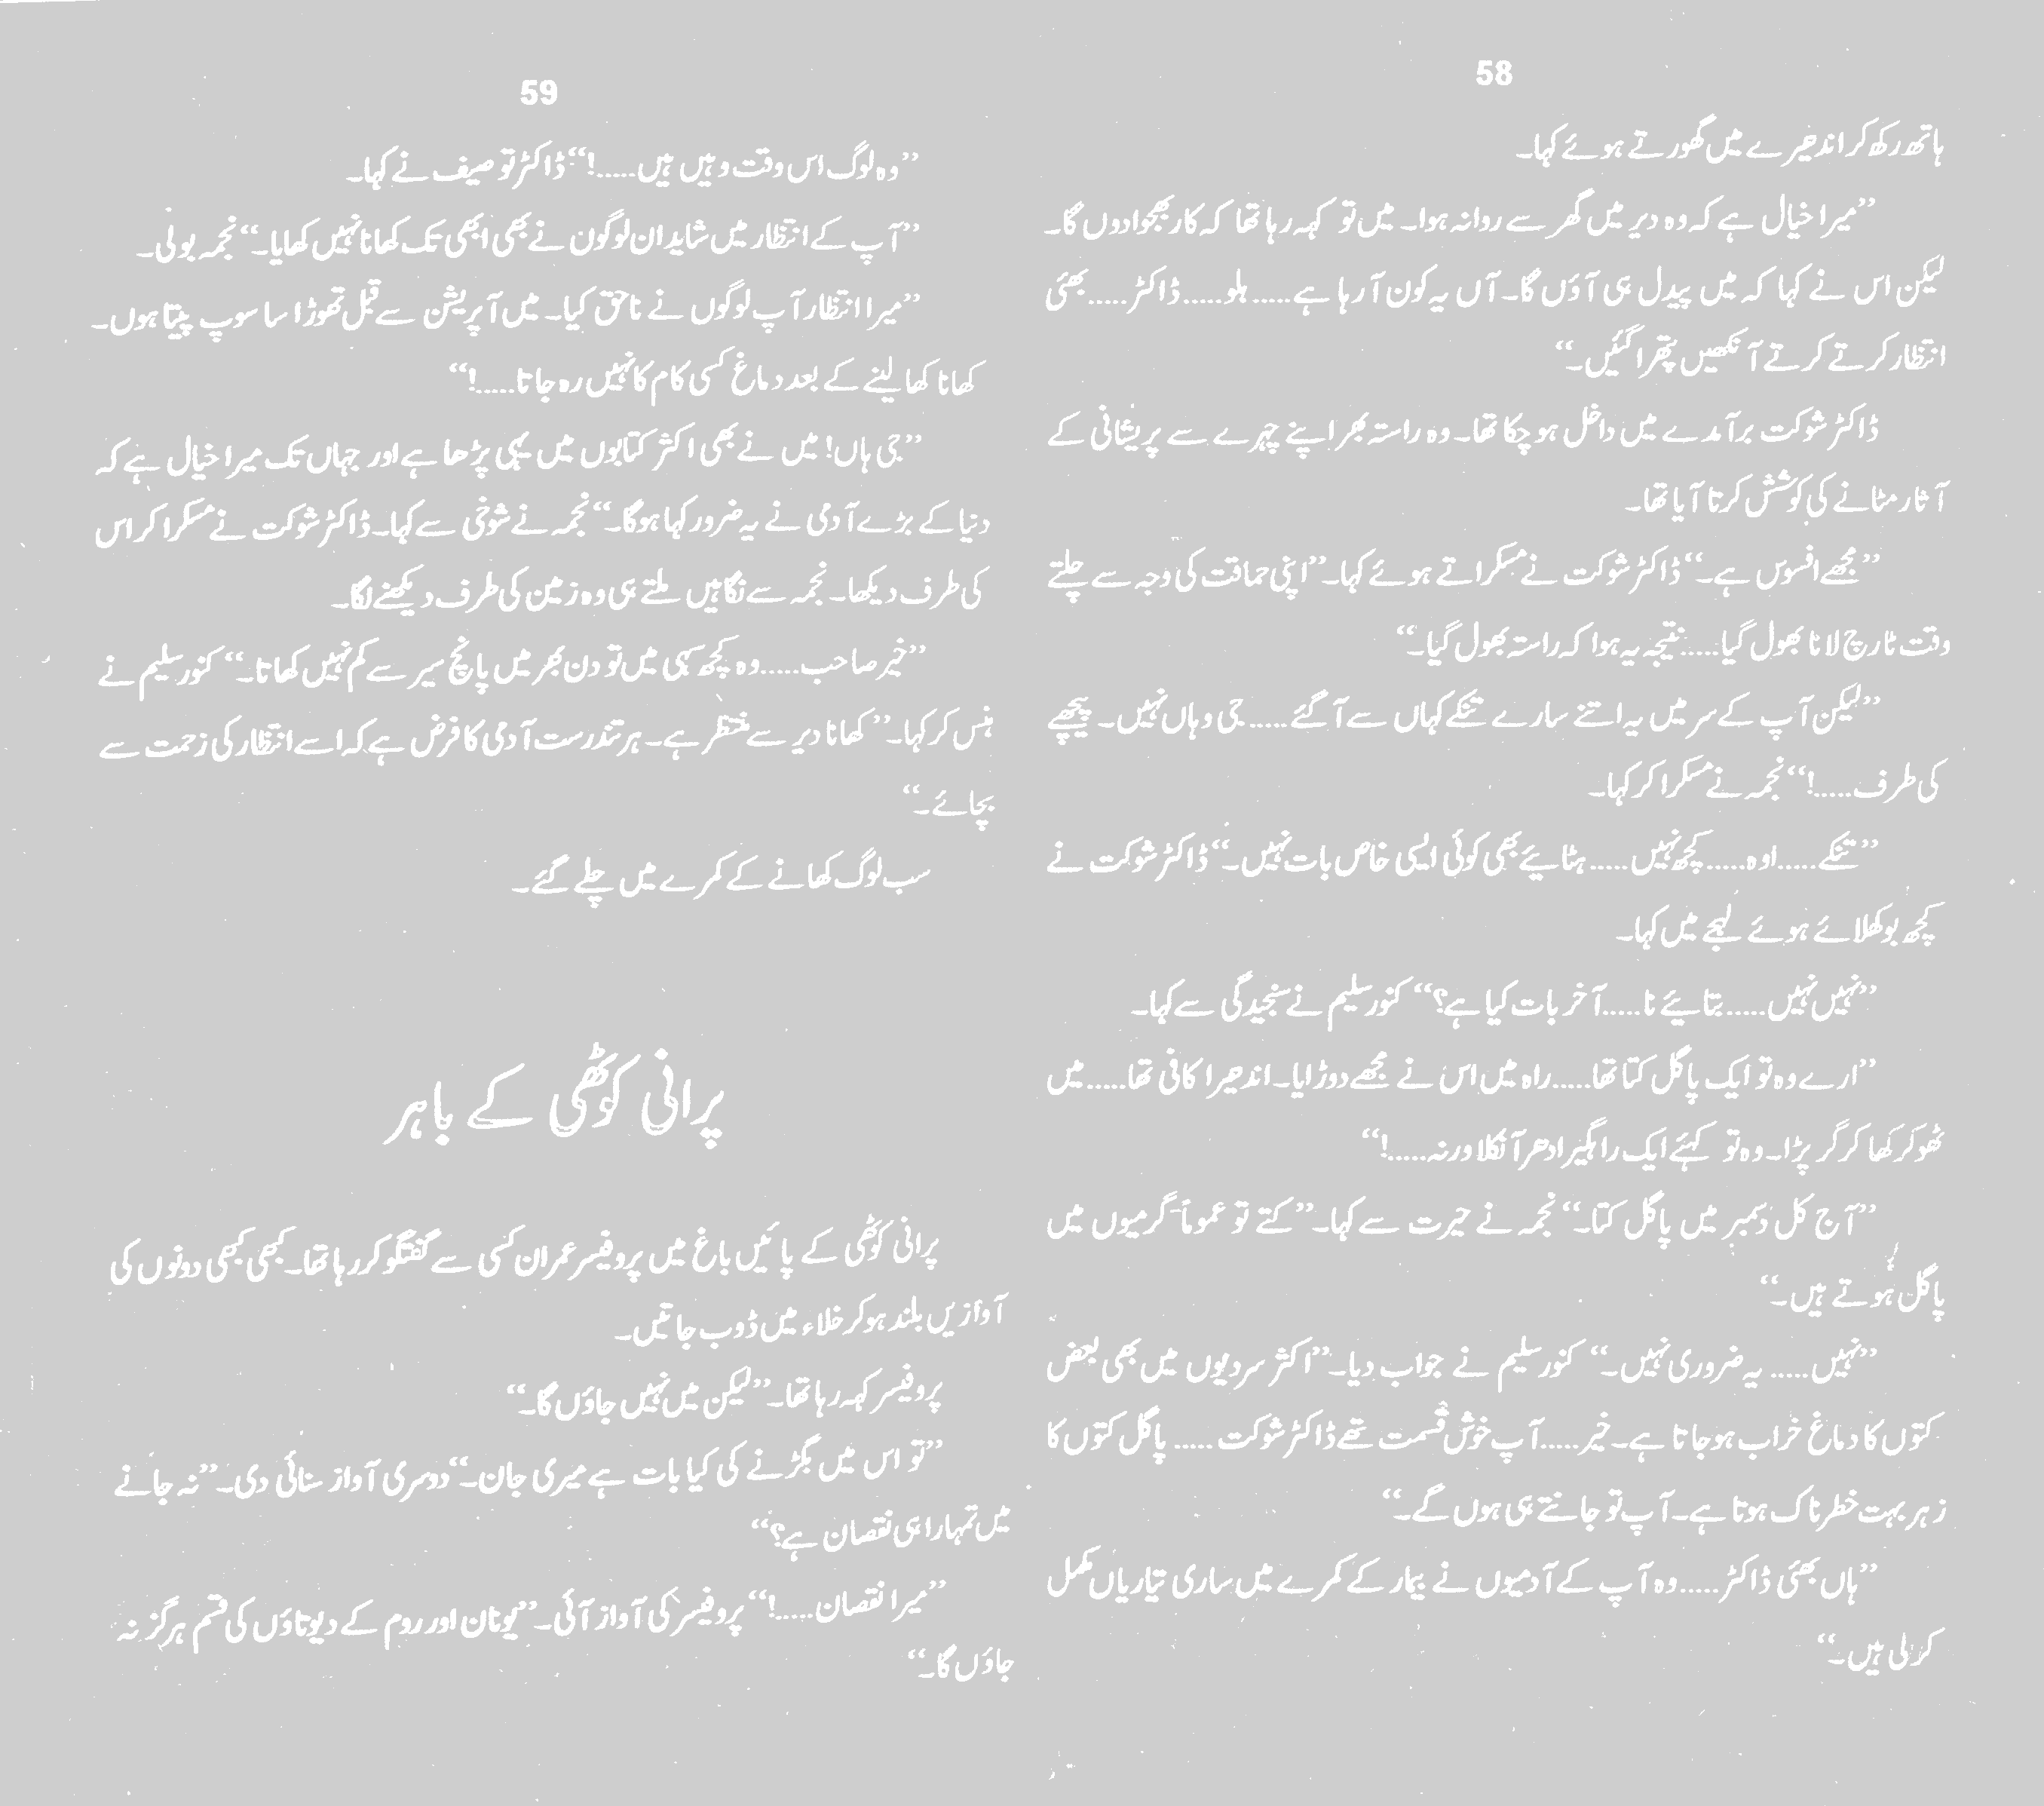 58
ہاتھ رکھ کر اندھیرے میں گھورتے ہوئے کہا۔
”میرا خیال ہے کہ وہ دیر میں گھر سے روانہ ہوا۔ میں تو کہہ رہا تھا کہ کار بھجوادوں گا۔
لیکن اس نے کہا کہ میں پیدل ہی آؤں گا۔ آں یہ کون آ رہا ہے......ہلو......ڈاکٹر......بھئی
انتظار کرتے کرتے آنکھیں پتھرا گئیں۔“
ڈاکٹر شوکت برآمدے میں داخل ہو چکا تھا۔ وہ راستہ بھر اپنے چہرے سے پریشانی کے
آثار مٹانے کی کوشش کرتا آیا تھا۔
”مجھے افسوس ہے۔“ ڈاکٹر شوکت نے مسکراتے ہوئے کہا۔ ”اپنی حماقت کی وجہ سے چلتے
وقت ٹارچ لانا بھول گیا......نتیجہ یہ ہوا کہ راستہ بھول گیا۔“
”لیکن آپ کے سر میں یہ اتنے سارے تنکے کہاں سے آ گئے......جی وہاں نہیں۔ پیچھے
کی طرف......!“ نجمہ نے مسکرا کر کہا۔
”تنکے......اوہ......کچھ نہیں......ہٹایئے بھی کوئی ایسی خاص بات نہیں۔“ ڈاکٹر شوکت نے
کچھ بوکھلائے ہوئے لہجے میں کہا۔
”نہیں نہیں......بتایئے نا......آخر بات کیا ہے؟“ کنور سلیم نے سنجیدگی سے کہا۔
”ارے وہ تو ایک پاگل کتا تھا......راہ میں اس نے مجھے دوڑایا۔ اندھیرا کافی تھا......میں
ٹھوکر کھا کر گر پڑا۔ وہ تو کہئے ایک راہگیر ادھر آ نکلا ورنہ......!“
”آج کل دسمبر میں پاگل کتا۔“ نجمہ نے حیرت سے کہا۔ ”کتے تو عموماً گرمیوں میں
پاگل ہوتے ہیں۔“
”نہیں......یہ ضروری نہیں۔“ کنور سلیم نے جواب دیا۔ ”اکثر سردیوں میں بھی بعض
کتوں کا دماغ خراب ہو جاتا ہے۔ خیر......آپ خوش قسمت تھے ڈاکٹر شوکت......پاگل کتوں کا
زہر بہت خطرناک ہوتا ہے۔ آپ تو جانتے ہی ہوں گے۔“
”ہاں بھئی ڈاکٹر......وہ آپ کے آدمیوں نے بیمار کے کمرے میں ساری تیاریاں مکمل
کرلی ہیں۔“
59
”وہ لوگ اس وقت وہیں ہیں......!“ ڈاکٹر توصیف نے کہا۔
”آپ کے انتظار میں شاید ان لوگوں نے بھی ابھی تک کھانا نہیں کھایا۔“ نجمہ بولی۔
”میرا انتظار آپ لوگوں نے ناحق کیا۔ میں آپریشن سے قبل تھوڑا سا سوپ پیتا ہوں۔
کھانا کھا لینے کے بعد دماغ کسی کام کا نہیں رہ جاتا......!“
”جی ہاں! میں نے بھی اکثر کتابوں میں یہی پڑھا ہے اور جہاں تک میرا خیال ہے کہ
دنیا کے بڑے آدمی نے یہ ضرور کہا ہوگا۔“ نجمہ نے شوخی سے کہا۔ ڈاکٹر شوکت نے مسکرا کر اس
کی طرف دیکھا۔ نجمہ سے نگاہیں ملتے ہی وہ زمین کی طرف دیکھنے لگا۔
”خیر صاحب......وہ کچھ سہی میں تو دن بھر میں پانچ سیر سے کم نہیں کھاتا۔“ کنور سلیم نے
ہنس کر کہا۔ ”کھانا دیر سے منتظر ہے۔ ہر تندرست آدمی کا فرض ہے کہ اسے انتظار کی زحمت سے
بچائے۔“
سب لوگ کھانے کے کمرے میں چلے گئے۔
پرانی کوٹھی کے باہر
پرانی کوٹھی کے پائیں باغ میں پروفیسر عمران کسی سے گفتگو کر رہا تھا۔ کبھی کبھی دونوں کی
آوازیں بلند ہو کر خلاء میں ڈوب جاتیں۔
پروفیسر کہہ رہا تھا۔ ”لیکن میں نہیں جاؤں گا۔“
”تو اس میں بگڑنے کی کیا بات ہے میری جان۔“ دوسری آواز سنائی دی۔ ”نہ جانے
میں تمہارا ہی نقصان ہے؟“
”میرا نقصان......!“ پروفیسر کی آواز آئی۔ ”یونان اور روم کے دیوتاؤں کی قسم ہرگز نہ
جاؤں گا۔“